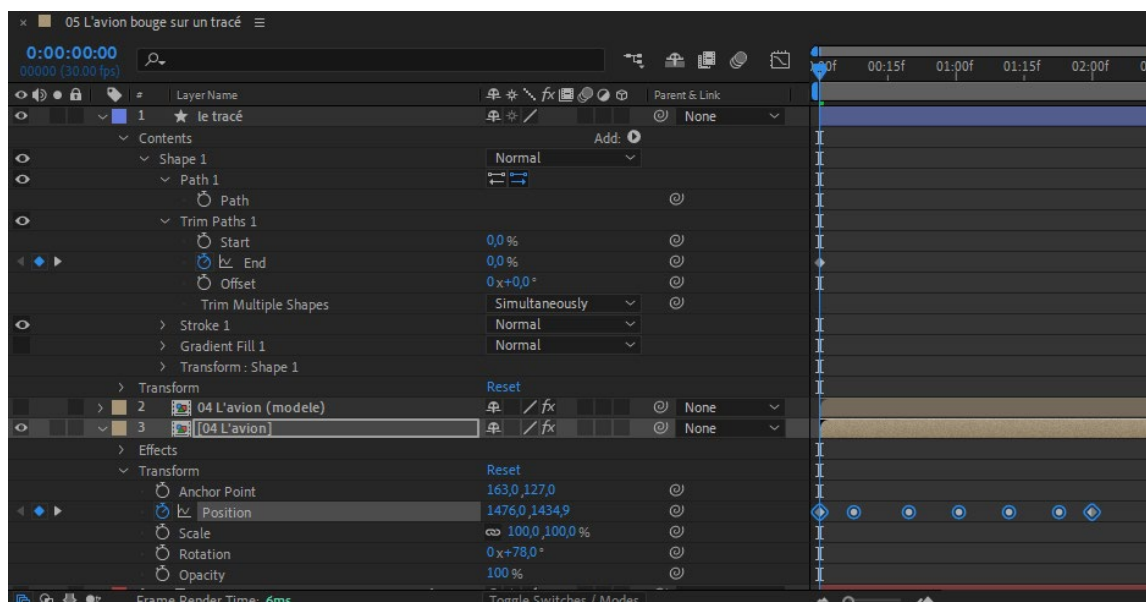 05 L'avion bouge sur un tracé
0:00:00:00
00000 (30.00 fps)
00:15f 01:00f 01:15f 02:00f
# Layer Name Parent & Link
1 le tracé None
Contents Add:
Shape 1 Normal
Path 1
Path
Trim Paths 1
Start 0,0 %
End 0,0 %
Offset 0x+0,0°
Trim Multiple Shapes Simultaneously
Stroke 1 Normal
Gradient Fill 1 Normal
Transform : Shape 1
Transform Reset
2 04 L'avion (modele) None
3 [04 L'avion] None
Effects
Transform Reset
Anchor Point 163,0,127,0
Position 1476,0,1434,9
Scale 100,0,100,0 %
Rotation 0x+78,0°
Opacity 100 %
Frame Render Time: 6ms Toggle Switches / Modes